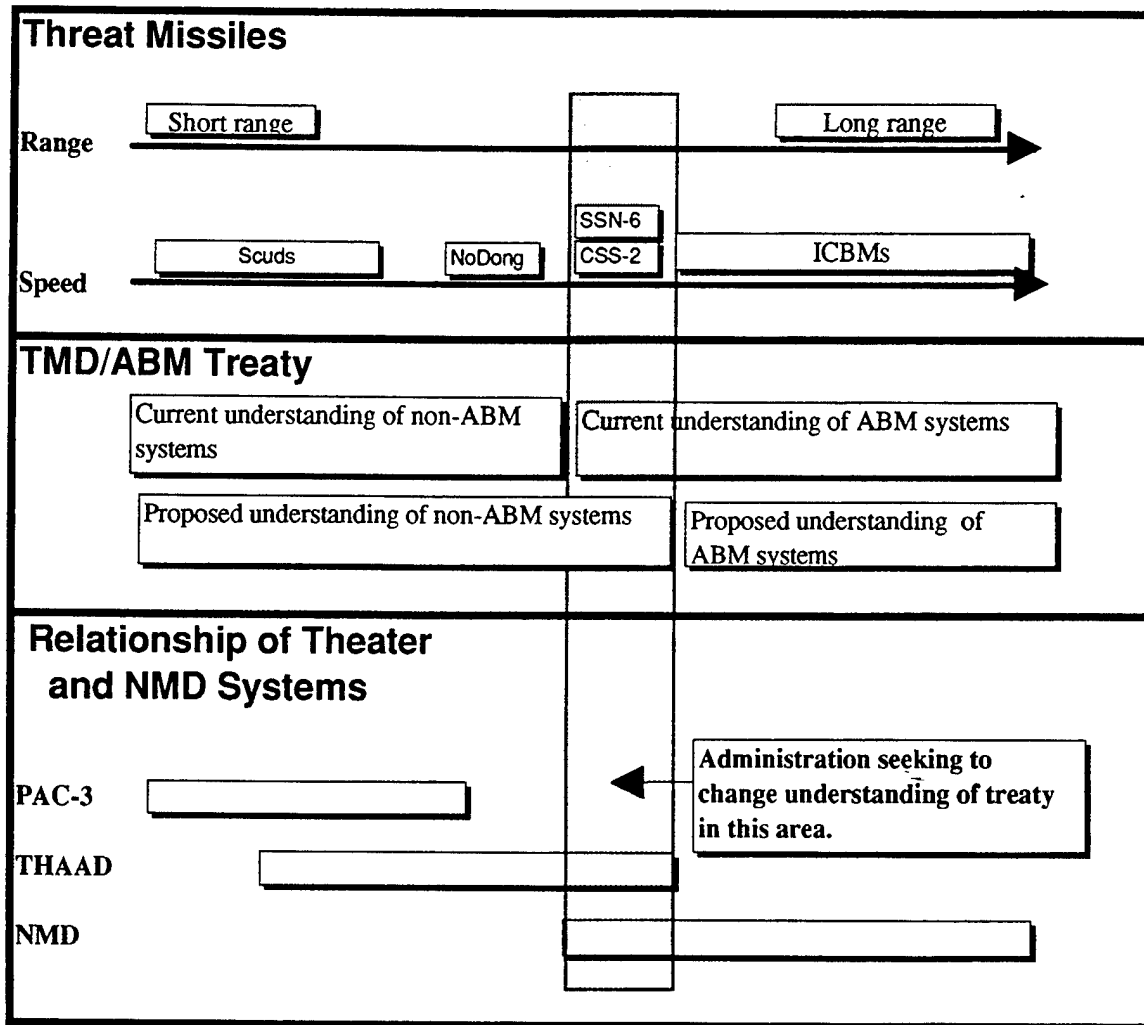 Threat Missiles
Short range
Long range
Range
SSN-6
Scuds
NoDong
CSS-2
ICBMs
Speed
TMD/ABM Treaty
Current understanding of non-ABM
systems
Current understanding of ABM systems
Proposed understanding of non-ABM systems
Proposed understanding of
ABM systems
Relationship of Theater
and NMD Systems
Administration seeking to
change understanding of treaty
in this area.
PAC-3
THAAD
NMD